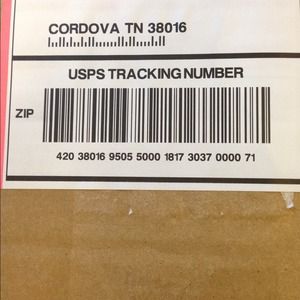 CORDOVA TN 38016
USPS TRACKING NUMBER
ZIP
420 38016 9505 5000 1817 3037 0000 71